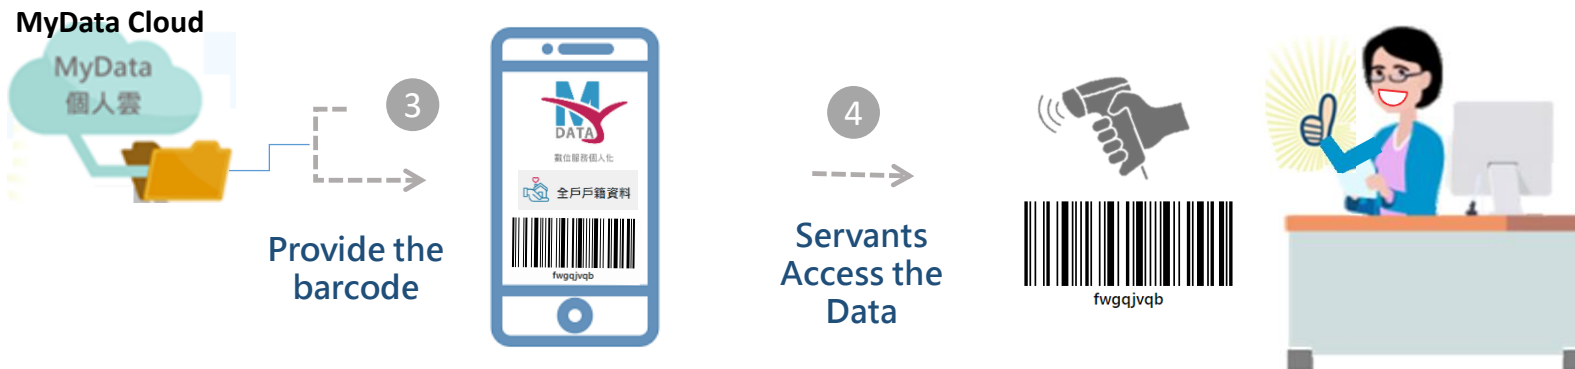 MyData Cloud
MyData
個人雲
3
Provide the
barcode
M
DATA
數位服務個人化
全戶戶籍資料
fwgqjvqb
4
Servants
Access the
Data
fwgqjvqb